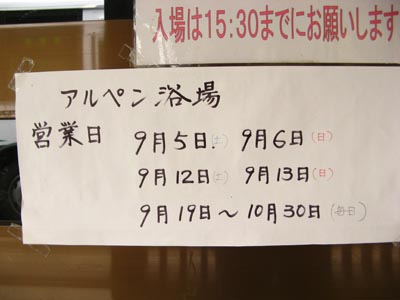 入場は15:30までにお願いします
アルペン浴場
営業日 9月5日(土). 9月6日(日)
9月12日(土) 9月13日(日)
9月19日～10月30日(毎日)